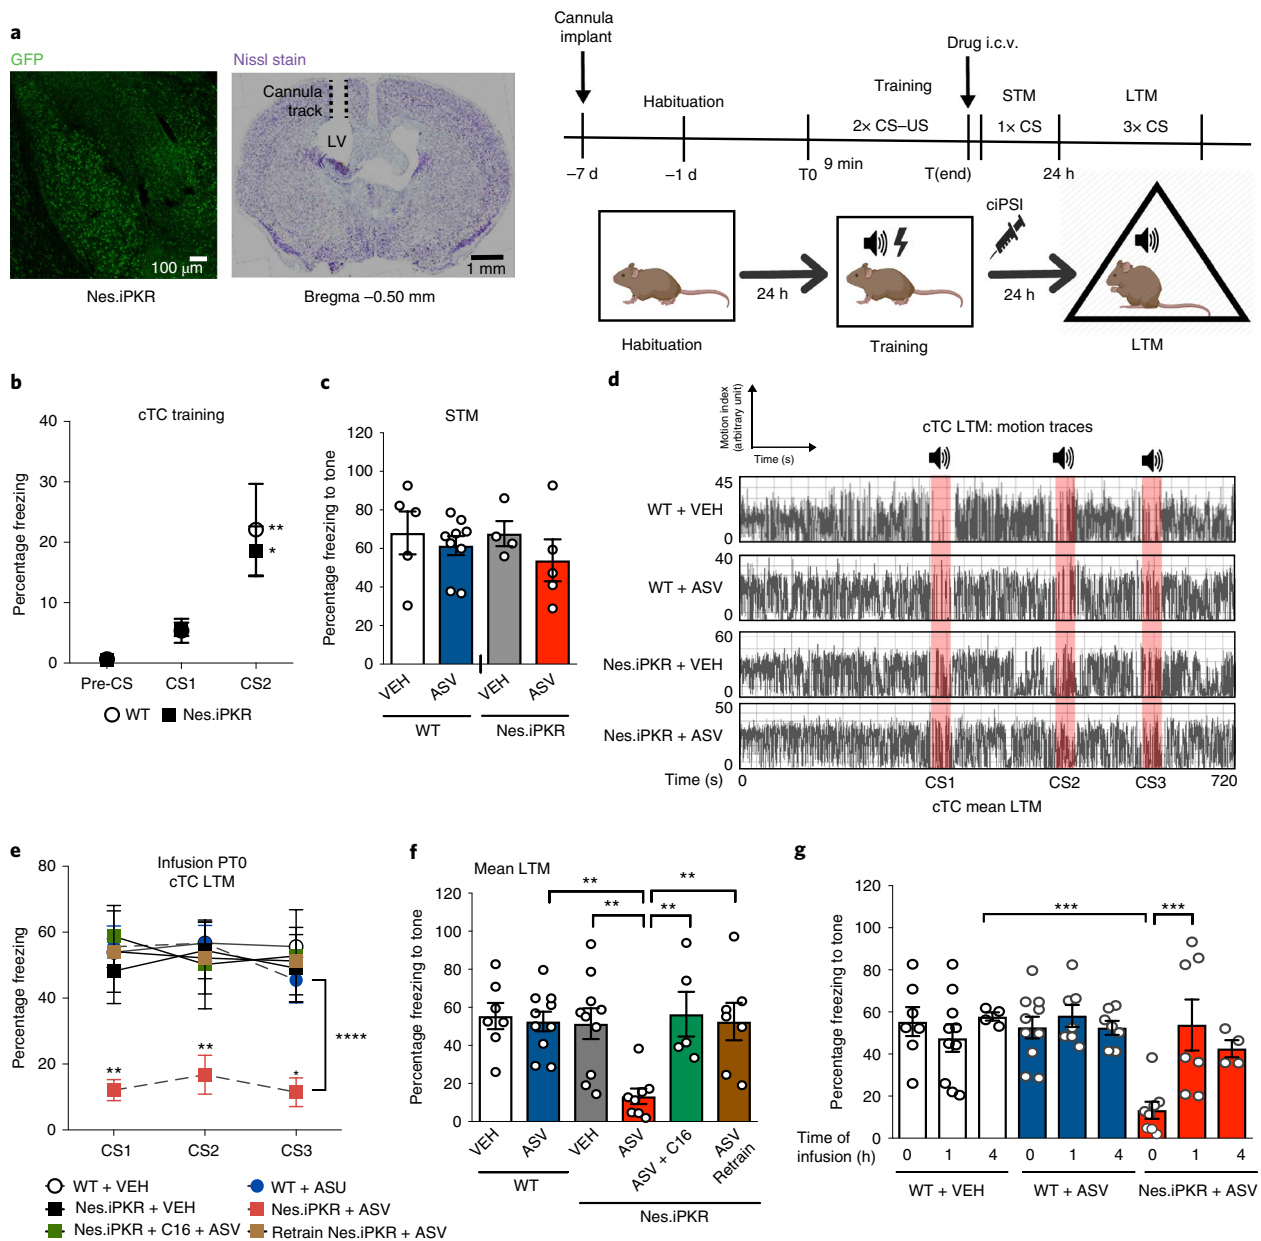 a
GFP
Nissl stain
Cannula
track
LV
100 μm
1 mm
Nes.iPKR
Bregma –0.50 mm
Cannula
implant
Drug i.c.v.
Habituation
Training
STM
LTM
2× CS–US
1× CS
3× CS
–7 d
–1 d
T0
9 min
T(end)
24 h
ciPSI
24 h
24 h
Habituation
Training
LTM
b
cTC training
Percentage freezing
40
30
20
10
0
**
*
Pre-CS
CS1
CS2
WT
Nes.iPKR
c
STM
Percentage freezing to tone
120
100
80
60
40
20
0
VEH
ASV
VEH
ASV
WT
Nes.iPKR
d
Motion index
(arbitrary unit)
Time (s)
cTC LTM: motion traces
WT + VEH
45
0
WT + ASV
40
0
Nes.iPKR + VEH
60
0
Nes.iPKR + ASV
50
0
Time (s)
0
CS1
CS2
CS3
720
cTC mean LTM
e
Infusion PT0
cTC LTM
Percentage freezing
80
60
40
20
0
**
**
*
****
CS1
CS2
CS3
WT + VEH
WT + ASU
Nes.iPKR + VEH
Nes.iPKR + ASV
Nes.iPKR + C16 + ASV
Retrain Nes.iPKR + ASV
f
Mean LTM
Percentage freezing to tone
120
100
80
60
40
20
0
**
**
**
**
VEH
ASV
VEH
ASV
ASV + C16
ASV
Retrain
WT
Nes.iPKR
g
Percentage freezing to tone
120
100
80
60
40
20
0
***
***
Time of
infusion (h)
0
1
4
0
1
4
0
1
4
WT + VEH
WT + ASV
Nes.iPKR + ASV